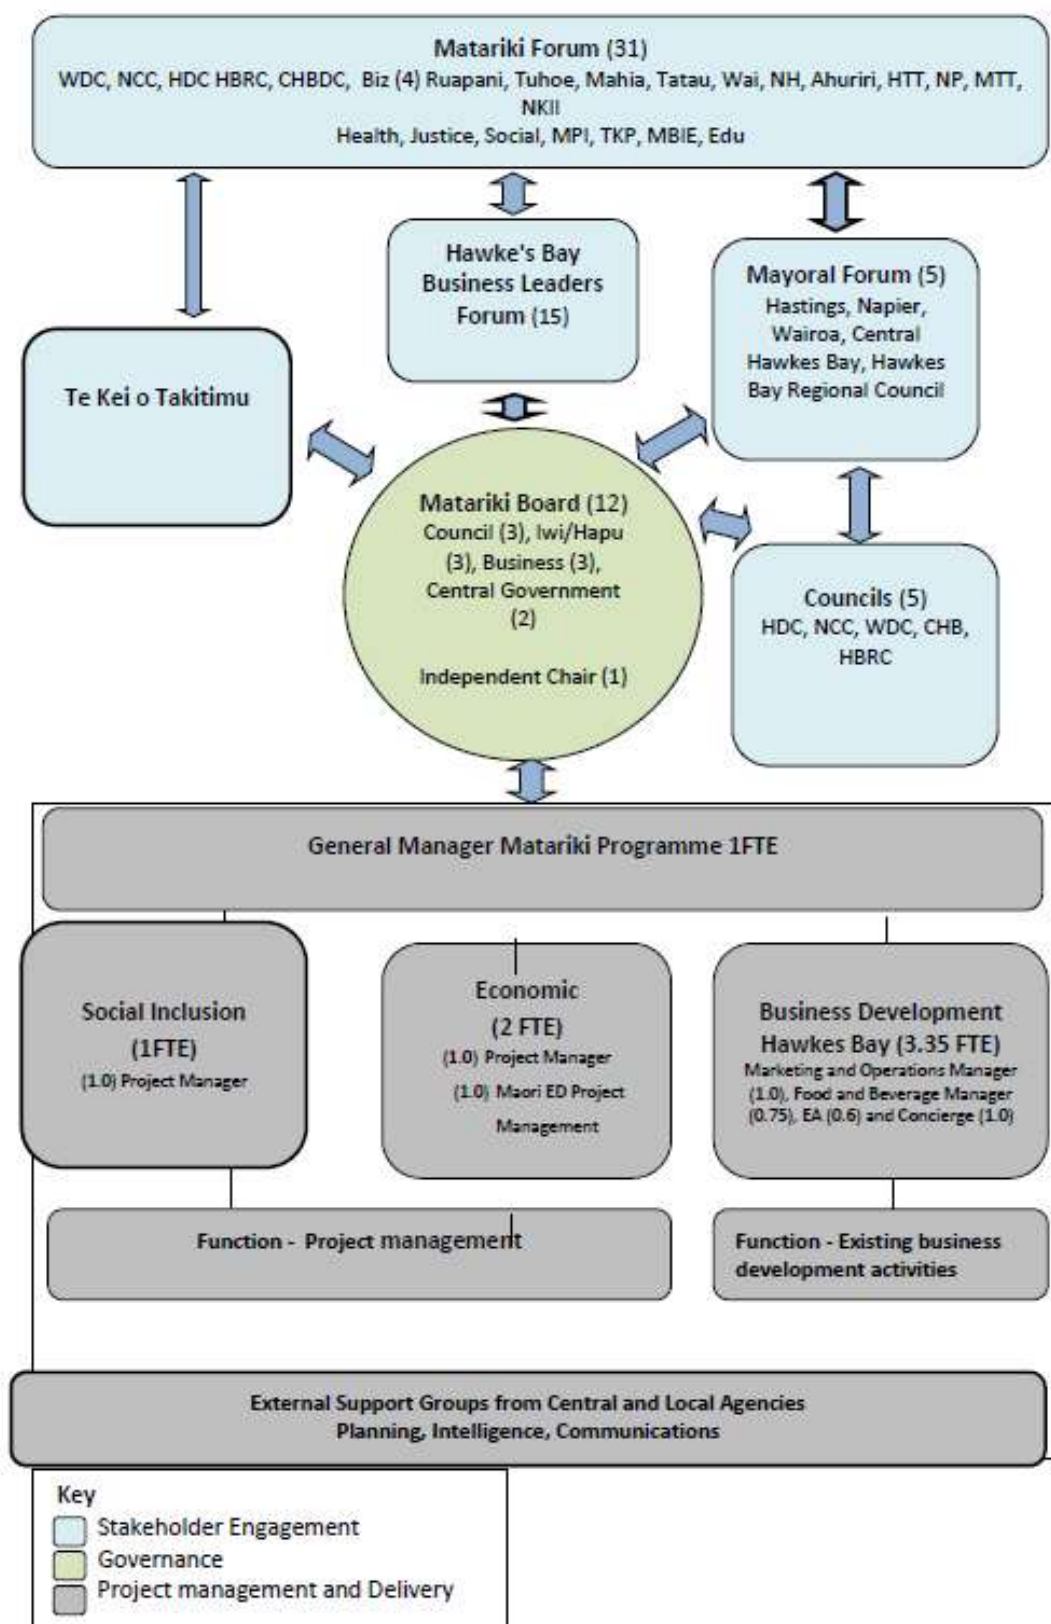 Matariki Forum (31)
WDC, NCC, HDC HBRC, CHBDC, Biz (4) Ruapani, Tuhoe, Mahia, Tatau, Wai, NH, Ahuriri, HTT, NP, MTT,
NKII
Health, Justice, Social, MPI, TKP, MBIE, Edu
Hawke's Bay
Business Leaders
Forum (15)
Mayoral Forum (5)
Hastings, Napier,
Wairoa, Central
Hawkes Bay, Hawkes
Bay Regional Council
Te Kei o Takitimu
Matariki Board (12)
Council (3), Iwi/Hapu
(3), Business (3),
Central Government
(2)
Independent Chair (1)
Councils (5)
HDC, NCC, WDC, CHB,
HBRC
General Manager Matariki Programme 1FTE
Social Inclusion
(1FTE)
(1.0) Project Manager
Economic
(2 FTE)
(1.0) Project Manager
(1.0) Maori ED Project
Management
Business Development
Hawkes Bay (3.35 FTE)
Marketing and Operations Manager
(1.0), Food and Beverage Manager
(0.75), EA (0.6) and Concierge (1.0)
Function - Project management
Function - Existing business
development activities
External Support Groups from Central and Local Agencies
Planning, Intelligence, Communications
Key
Stakeholder Engagement
Governance
Project management and Delivery